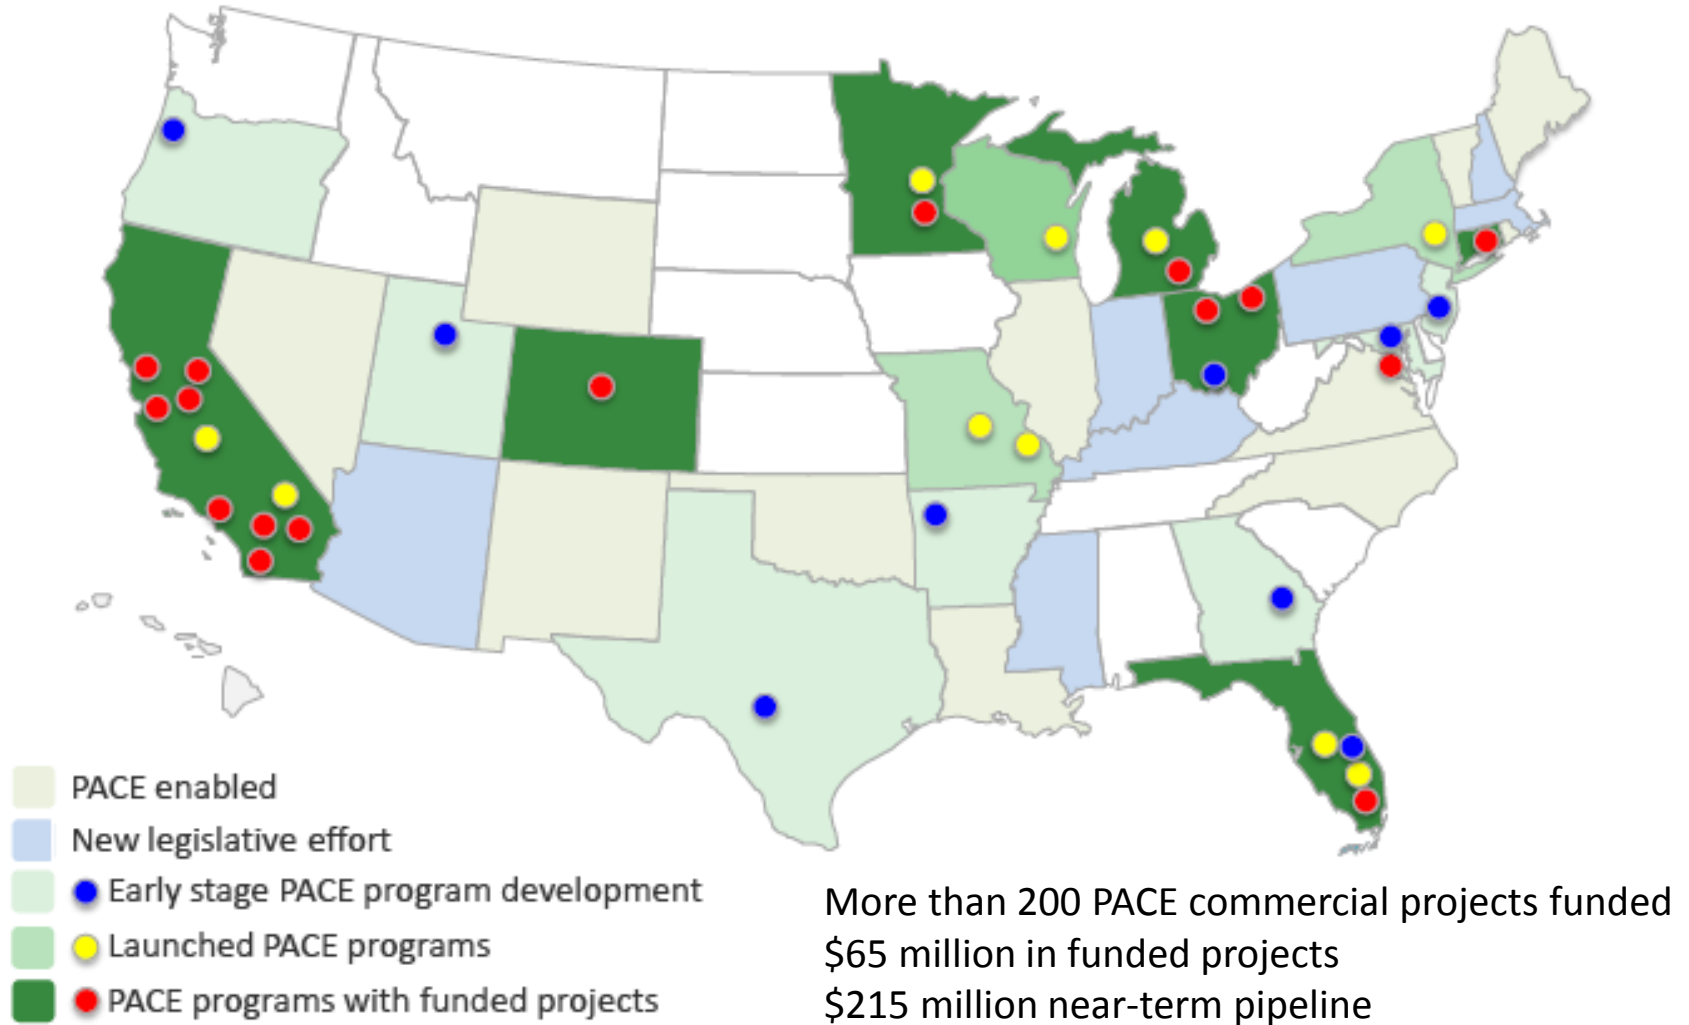 PACE enabled
New legislative effort
Early stage PACE program development
Launched PACE programs
PACE programs with funded projects
More than 200 PACE commercial projects funded
$65 million in funded projects
$215 million near-term pipeline